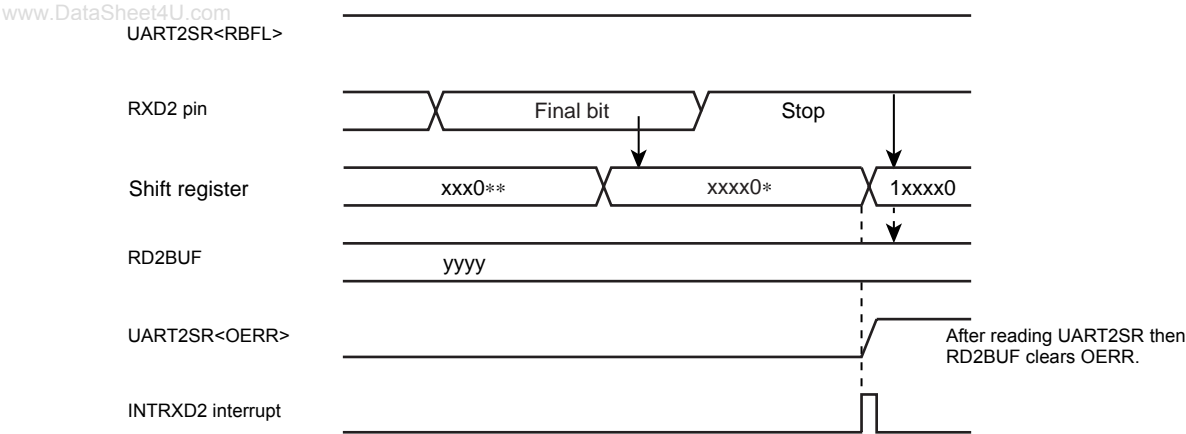 www.DataSheet4U.com
UART2SR<RBFL>
RXD2 pin
Final bit
Stop
Shift register
xxx0**
xxxx0*
1xxxx0
RD2BUF
yyyy
UART2SR<OERR>
After reading UART2SR then
RD2BUF clears OERR.
INTRXD2 interrupt